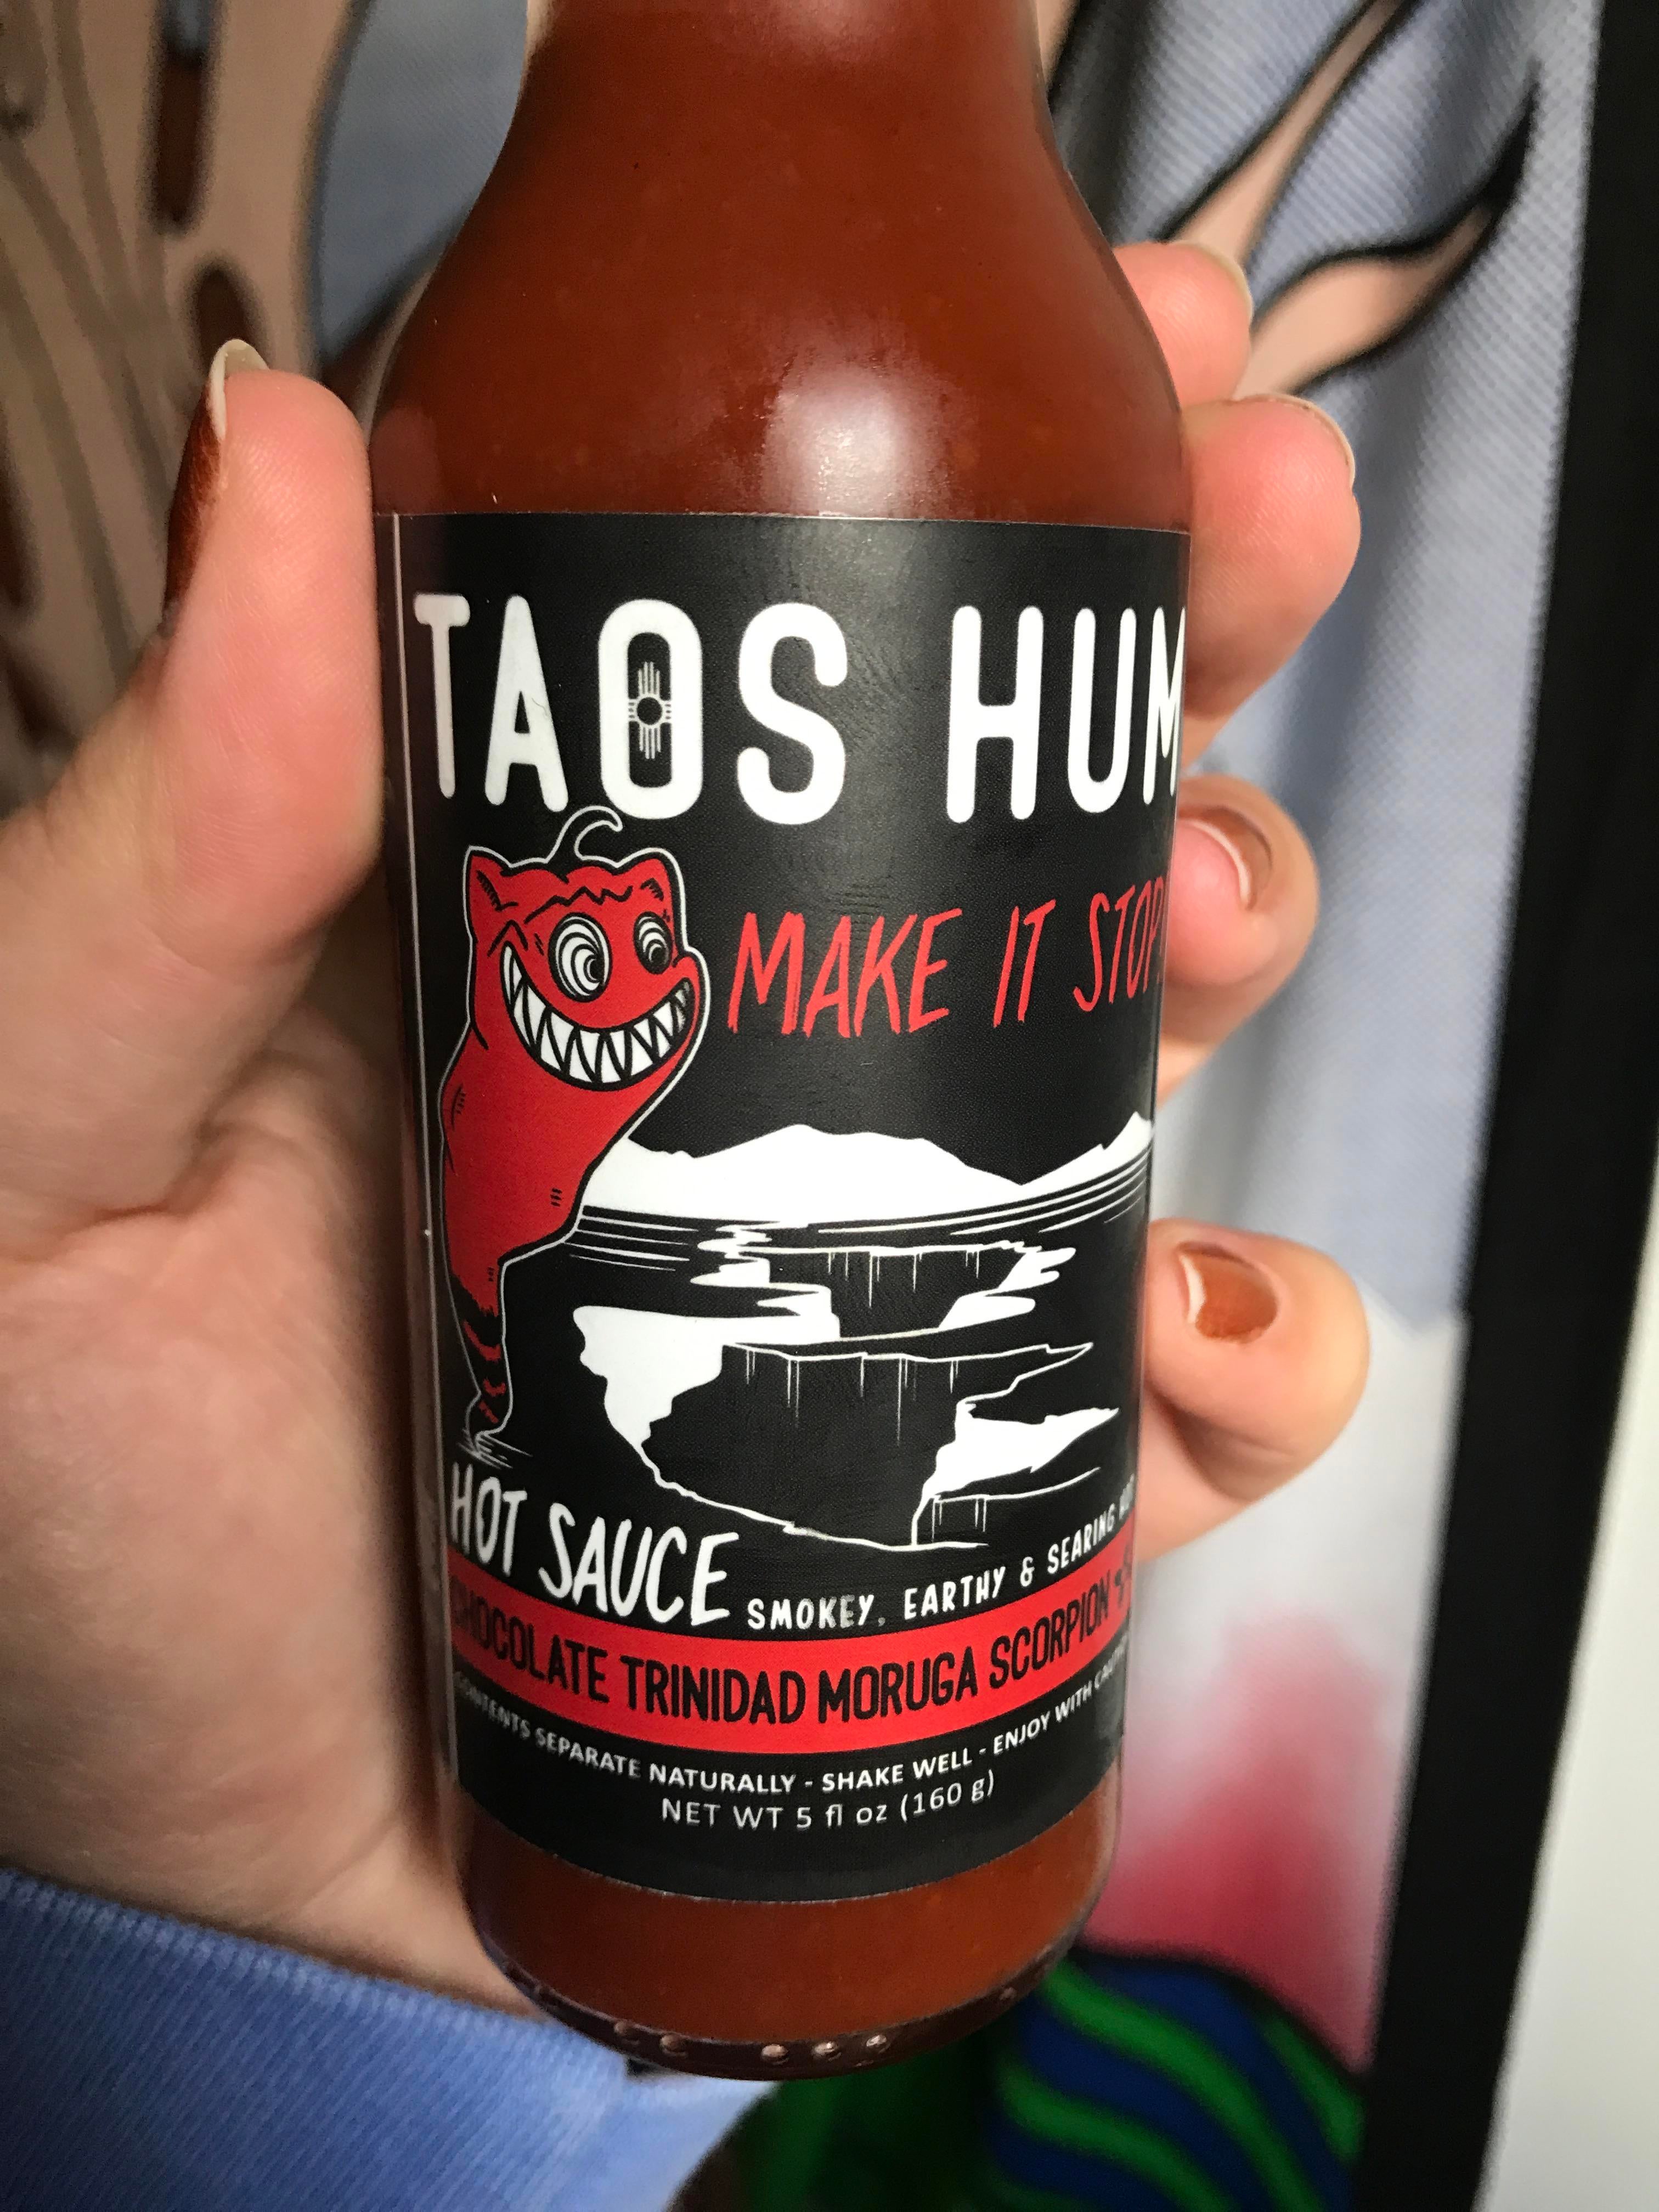 TAOS HUM
MAKE IT STOP!
HOT SAUCE
SMOKEY, EARTHY & SEARING HOT
CHOCOLATE TRINIDAD MORUGA SCORPION
CONTENTS SEPARATE NATURALLY - SHAKE WELL - ENJOY WITH
NET WT 5 fl oz (160 g)